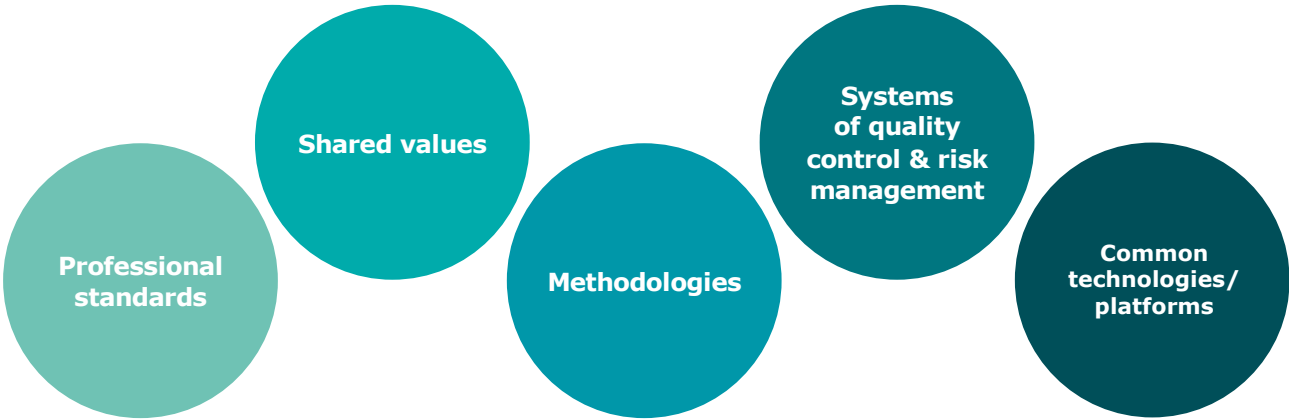 Professional
standards
Shared values
Methodologies
Systems
of quality
control & risk
management
Common
technologies/
platforms